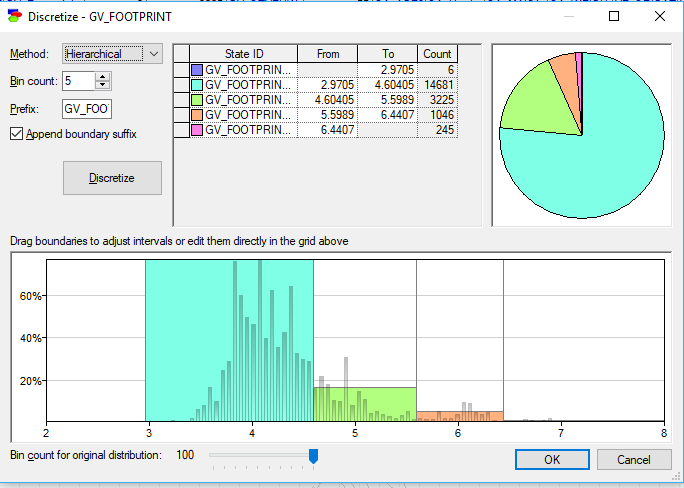 Discretize - GV_FOOTPRINT
Method: Hierarchical
Bin count: 5
Prefix: GV_FOO
Append boundary suffix
Discretize
State ID From To Count
GV_FOOTPRIN... 2.9705 6
GV_FOOTPRIN... 2.9705 4.60405 14681
GV_FOOTPRIN... 4.60405 5.5989 3225
GV_FOOTPRIN... 5.5989 6.4407 1046
GV_FOOTPRIN... 6.4407 245
Drag boundaries to adjust intervals or edit them directly in the grid above
60%
40%
20%
2 3 4 5 6 7 8
Bin count for original distribution: 100
OK Cancel